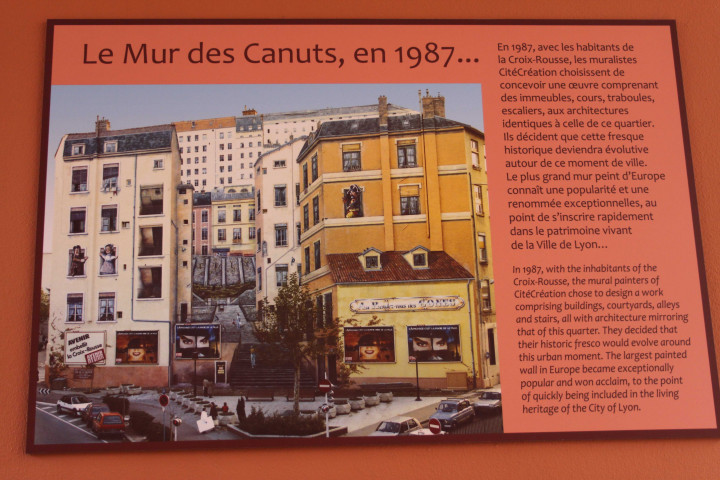 Le Mur des Canuts, en 1987...
En 1987, avec les habitants de
la Croix-Rousse, les muralistes
CitéCréation choisissent de
concevoir une œuvre comprenant
des immeubles, cours, traboules,
escaliers, aux architectures
identiques à celle de ce quartier.
Ils décident que cette fresque
historique deviendra évolutive
autour de ce moment de ville.
Le plus grand mur peint d'Europe
connaît une popularité et une
renommée exceptionnelles, au
point de s'inscrire rapidement
dans le patrimoine vivant
de la Ville de Lyon...
In 1987, with the inhabitants of the
Croix-Rousse, the mural painters of
CitéCréation chose to design a work
comprising buildings, courtyards, alleys
and stairs, all with architecture mirroring
that of this quarter. They decided that
their historic fresco would evolve around
this urban moment. The largest painted
wall in Europe became exceptionally
popular and won acclaim, to the point
of quickly being included in the living
heritage of the City of Lyon.
AVENIR
embellit
la Croix-Rousse